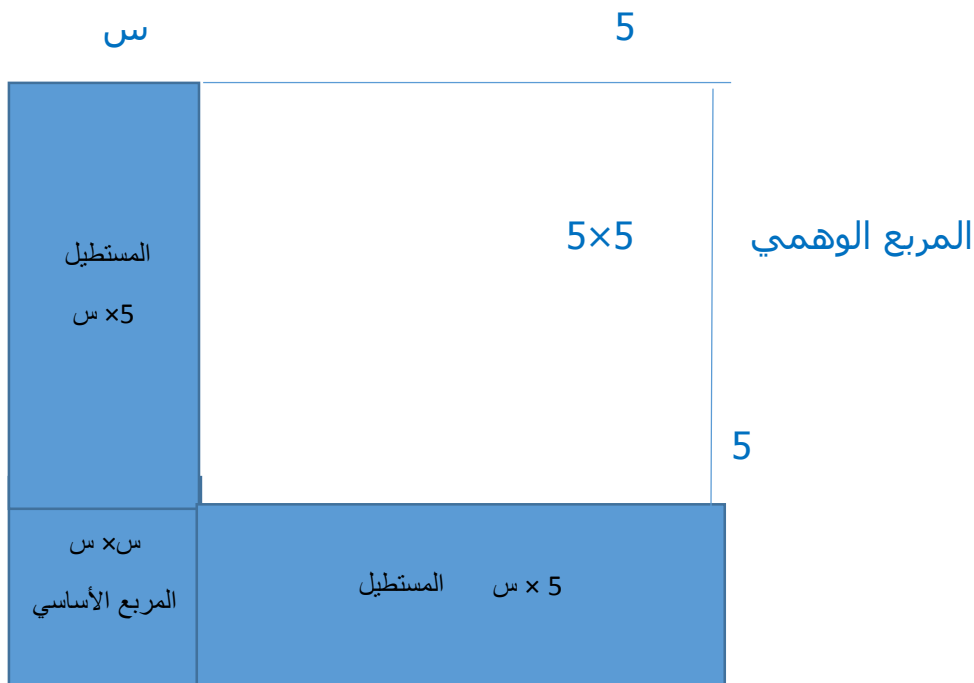 س
5
المستطيل
5× س
5×5
المربع الوهمي
5
س× س
المربع الأساسي
5 × س المستطيل